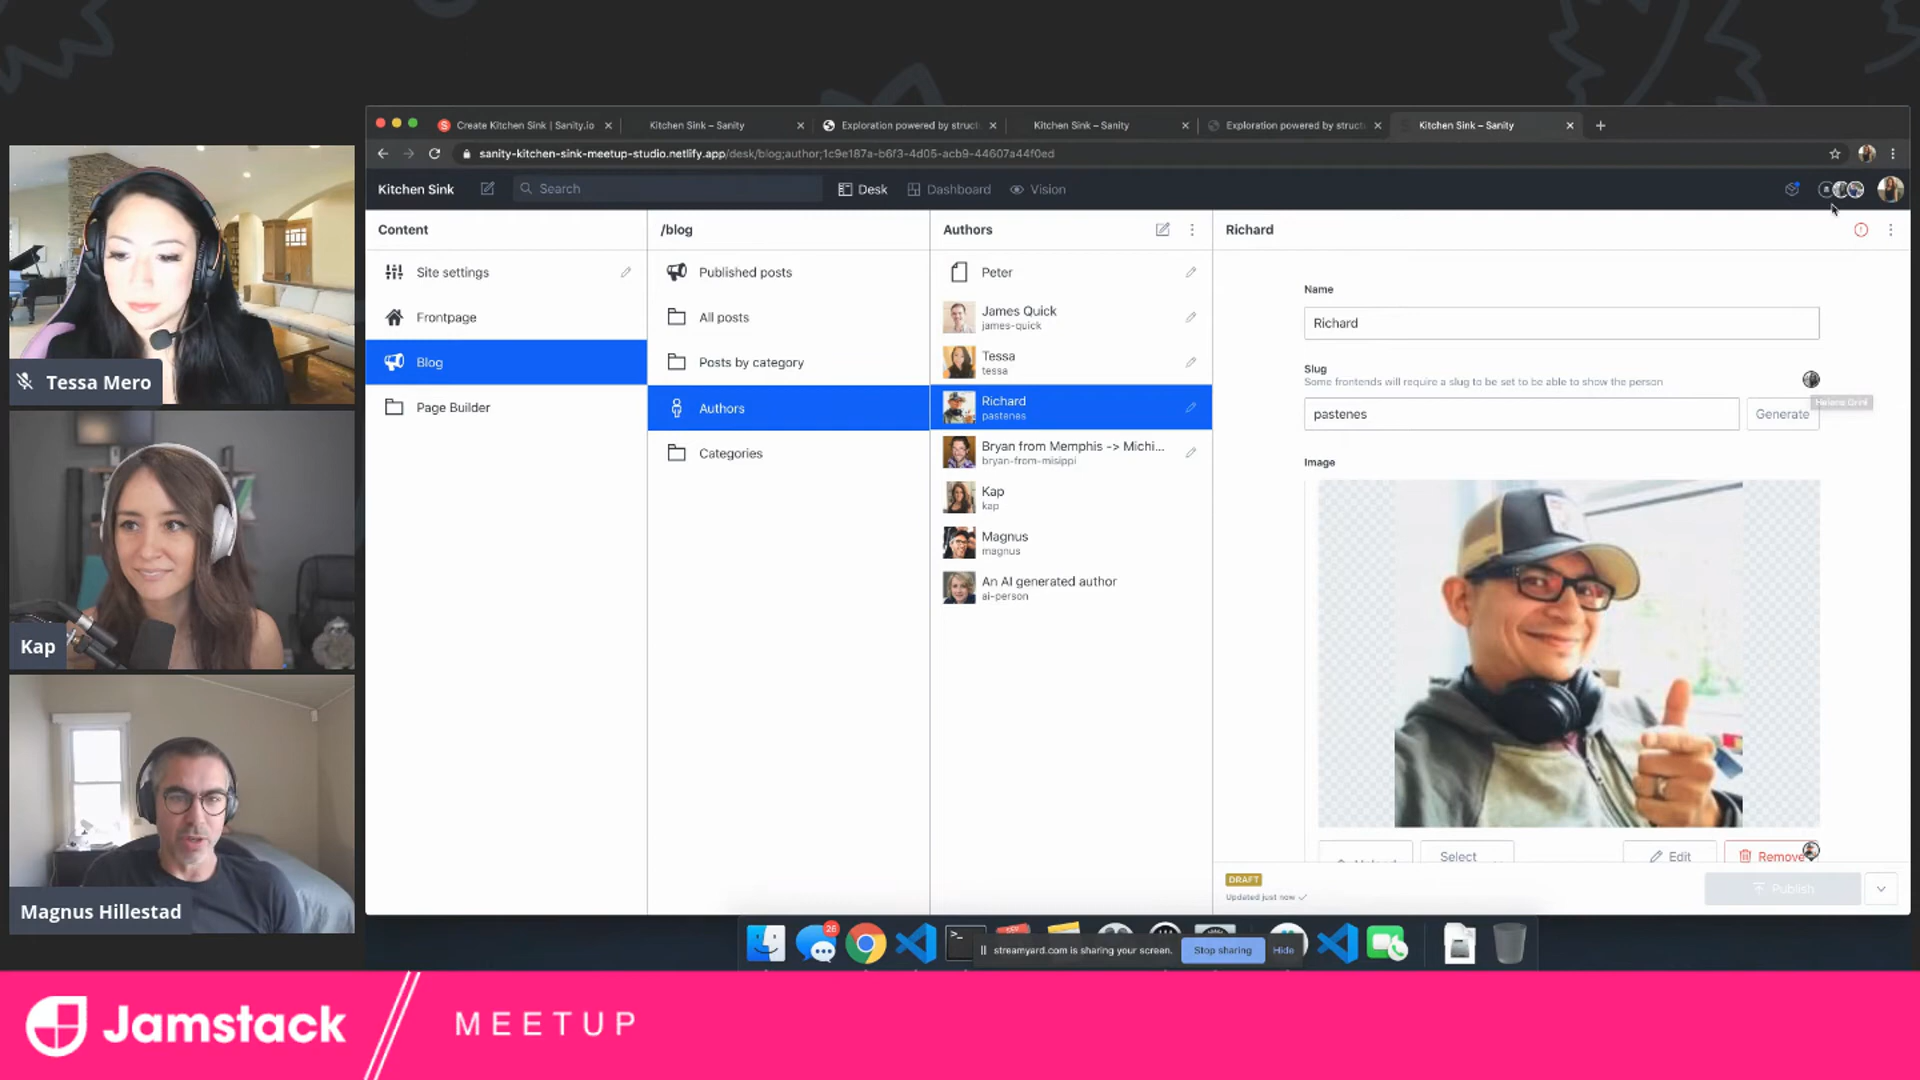 Create Kitchen Sink | Sanity.io
Kitchen Sink – Sanity
Exploration powered by struct
Kitchen Sink – Sanity
Exploration powered by struct
Kitchen Sink – Sanity
sanity-kitchen-sink-meetup-studio.netlify.app/desk/blog;author;1c9e187a-b6f3-4d05-acb9-44607a44f0ed
Kitchen Sink
Search
Desk
Dashboard
Vision
Content
Site settings
Frontpage
Blog
Page Builder
/blog
Published posts
All posts
Posts by category
Authors
Categories
Authors
Peter
James Quick
james-quick
Tessa
tessa
Richard
pastenes
Bryan from Memphis -> Michi...
bryan-from-misippi
Kap
kap
Magnus
magnus
An AI generated author
ai-person
Richard
Name
Richard
Slug
Some frontends will require a slug to be set to be able to show the person
pastenes
Generate
Image
Select
Edit
Remove
DRAFT
Updated just now
Publish
Tessa Mero
Kap
Magnus Hillestad
26
streamyard.com is sharing your screen.
Stop sharing
Hide
Jamstack
MEETUP